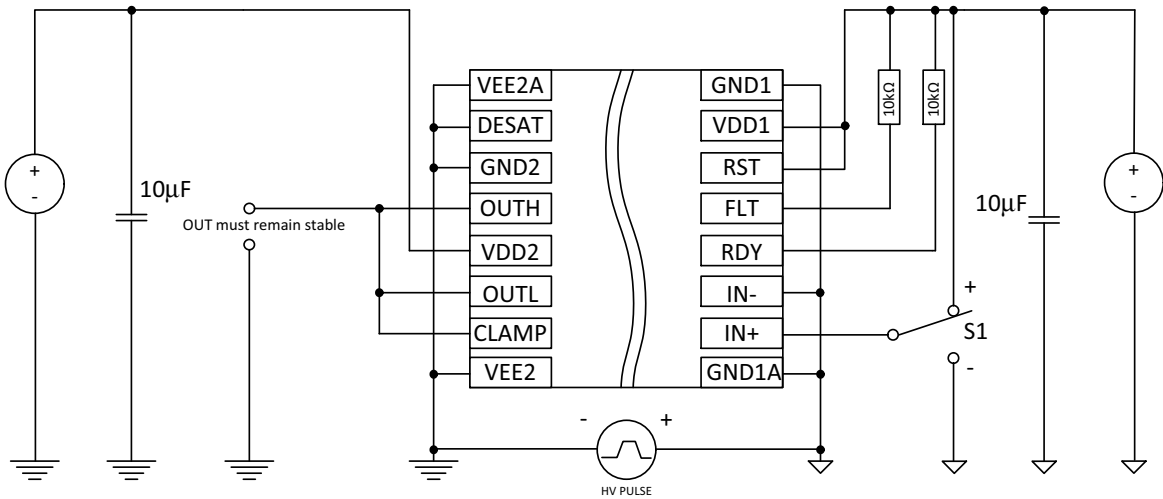 VEE2A
DESAT
GND2
OUTH
VDD2
OUTL
CLAMP
VEE2
GND1
VDD1
RST
FLT
RDY
IN-
IN+
GND1A
+
-
10µF
OUT must remain stable
10kΩ
10kΩ
10µF
+
-
+
S1
-
-
+
HV PULSE